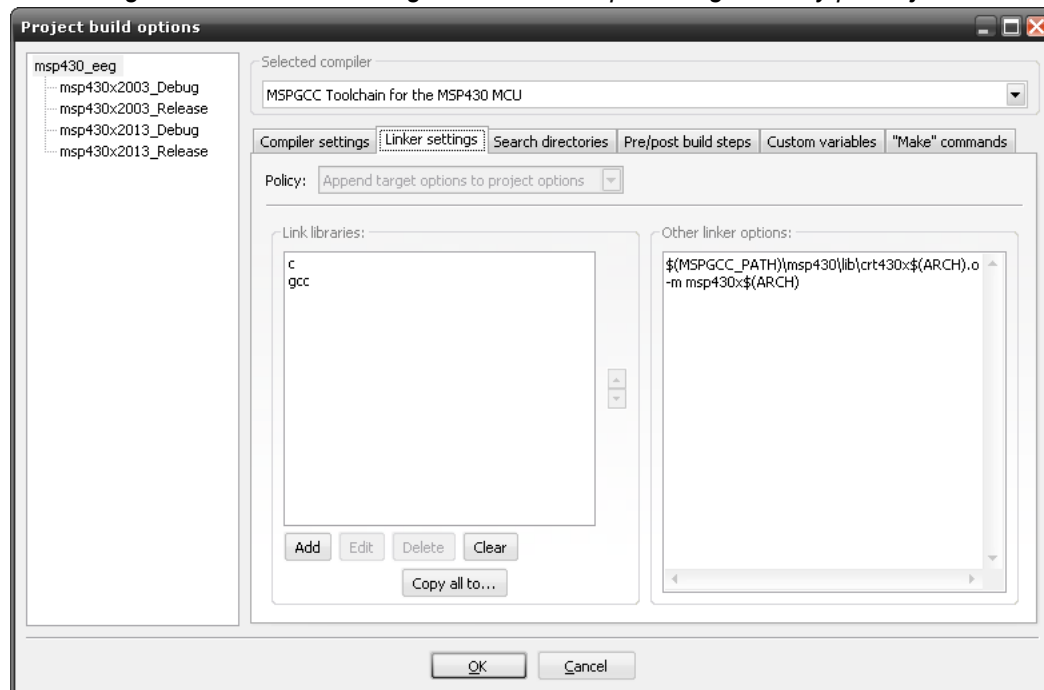 Project build options
msp430_eeg
msp430x2003_Debug
msp430x2003_Release
msp430x2013_Debug
msp430x2013_Release
Selected compiler
MSPGCC Toolchain for the MSP430 MCU
Compiler settings Linker settings Search directories Pre/post build steps Custom variables "Make" commands
Policy: Append target options to project options
Link libraries:
c
gcc
Add Edit Delete Clear
Copy all to...
Other linker options:
$(MSPGCC_PATH)\msp430\lib\crt430x$(ARCH).o
-m msp430x$(ARCH)
OK Cancel